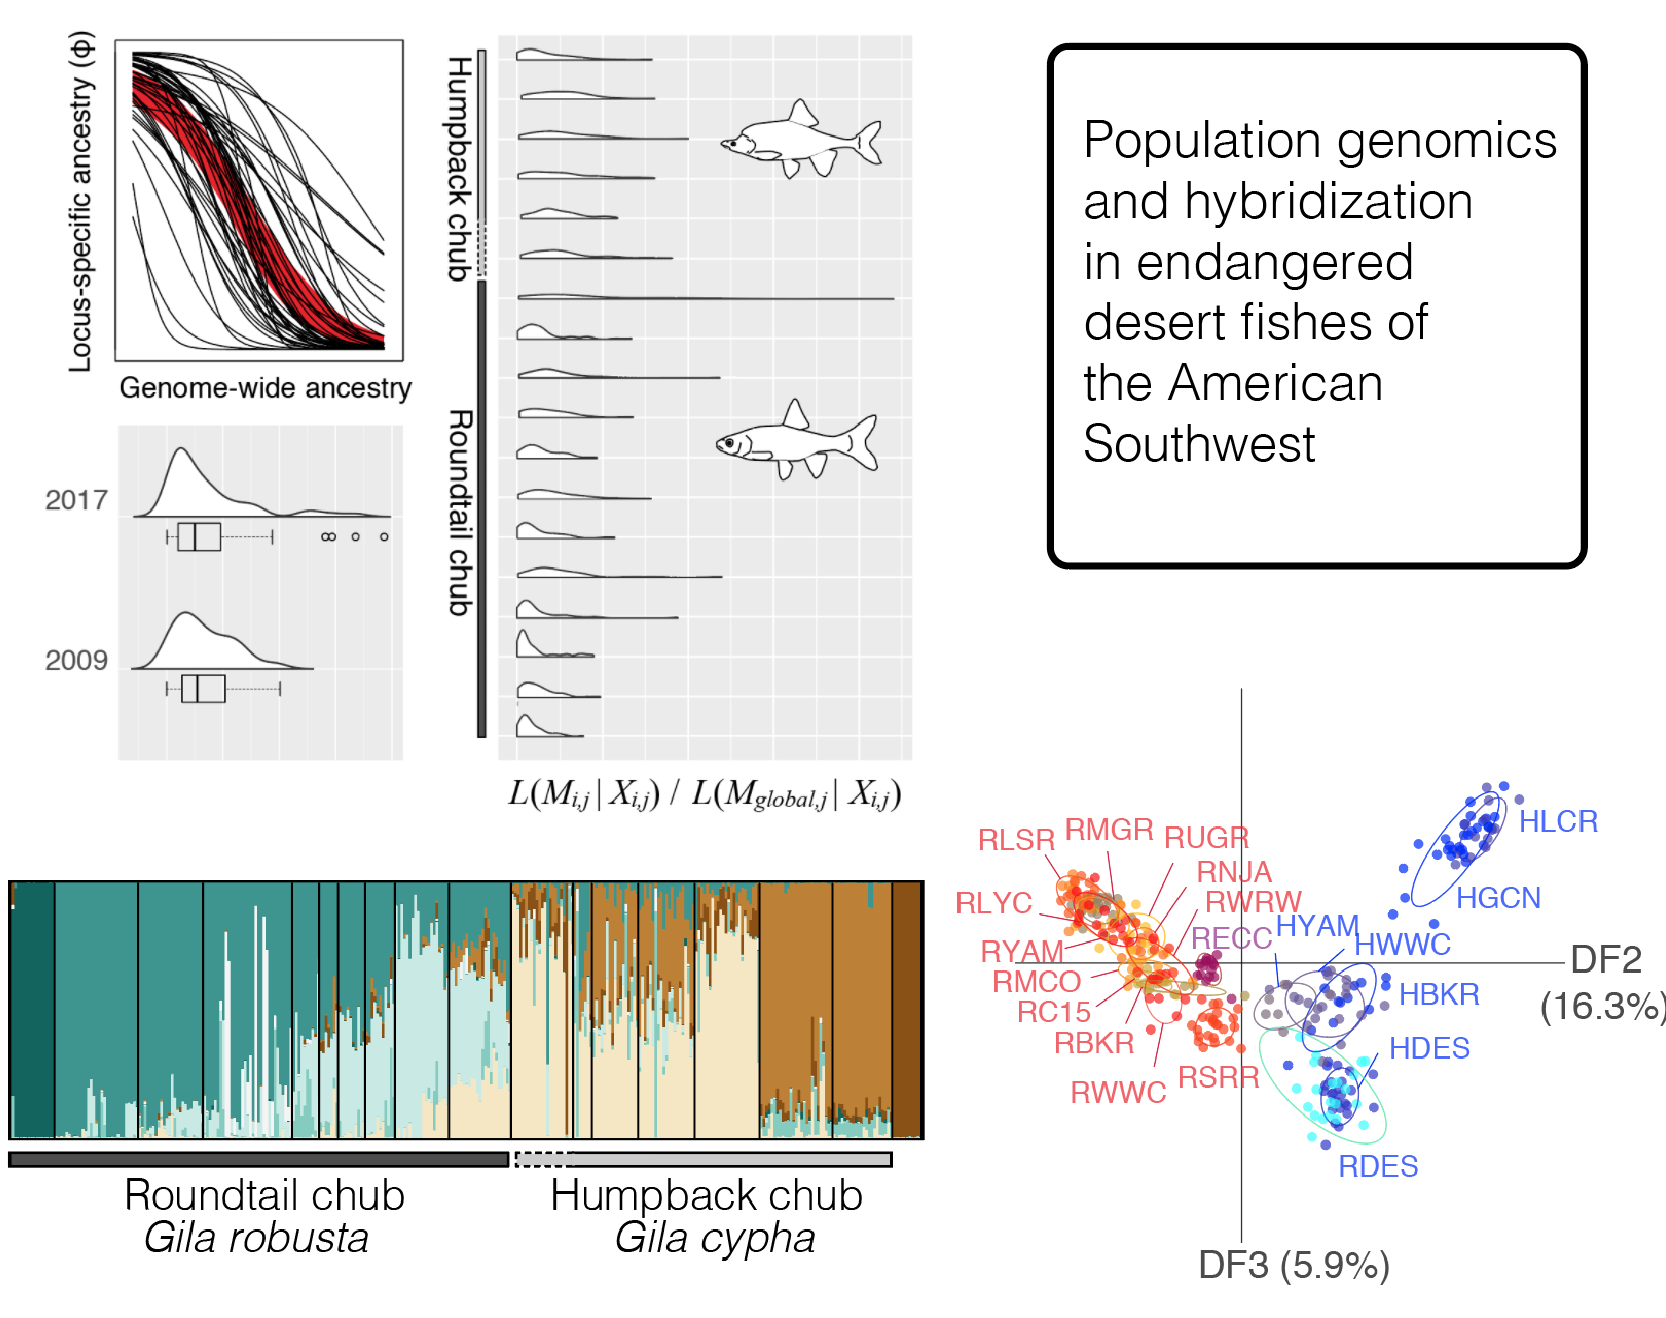 Locus-specific ancestry (Φ)
Genome-wide ancestry
2017
2009
Humpback chub
Roundtail chub
L(Mi,j | Xi,j) / L(Mglobal,j | Xi,j)
Population genomics
and hybridization
in endangered
desert fishes of
the American
Southwest
Roundtail chub
Gila robusta
Humpback chub
Gila cypha
RLSR
RMGR
RUGR
RNJA
RLYC
RWRW
RECC
RYAM
RMCO
RC15
RBKR
RWWC
RSRR
HLCR
HGCN
HYAM
HWWC
HBKR
HDES
RDES
DF2
(16.3%)
DF3 (5.9%)